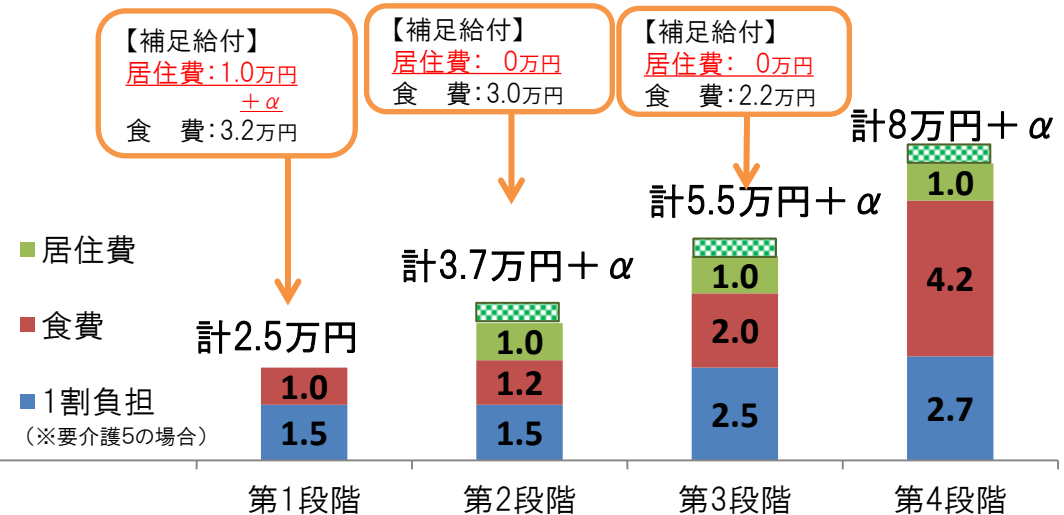 【補足給付】
居住費:1.0万円
+α
食　費:3.2万円
【補足給付】
居住費:　0万円
食　費:3.0万円
【補足給付】
居住費:　0万円
食　費:2.2万円
計2.5万円
計3.7万円+α
計5.5万円+α
計8万円+α
居住費
食費
1割負担
(※要介護5の場合)
1.0
1.5
1.0
1.2
1.5
1.0
2.0
2.5
1.0
4.2
2.7
第1段階
第2段階
第3段階
第4段階